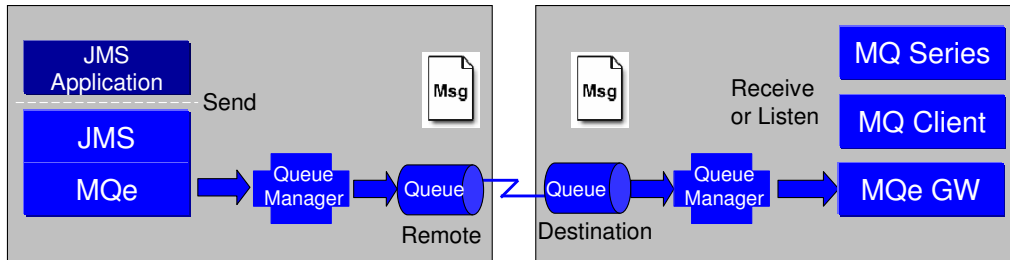 JMS
Application
Send
JMS
MQe
Queue
Manager
Msg
Queue
Remote
Msg
Queue
Destination
Queue
Manager
Receive
or Listen
MQ Series
MQ Client
MQe GW